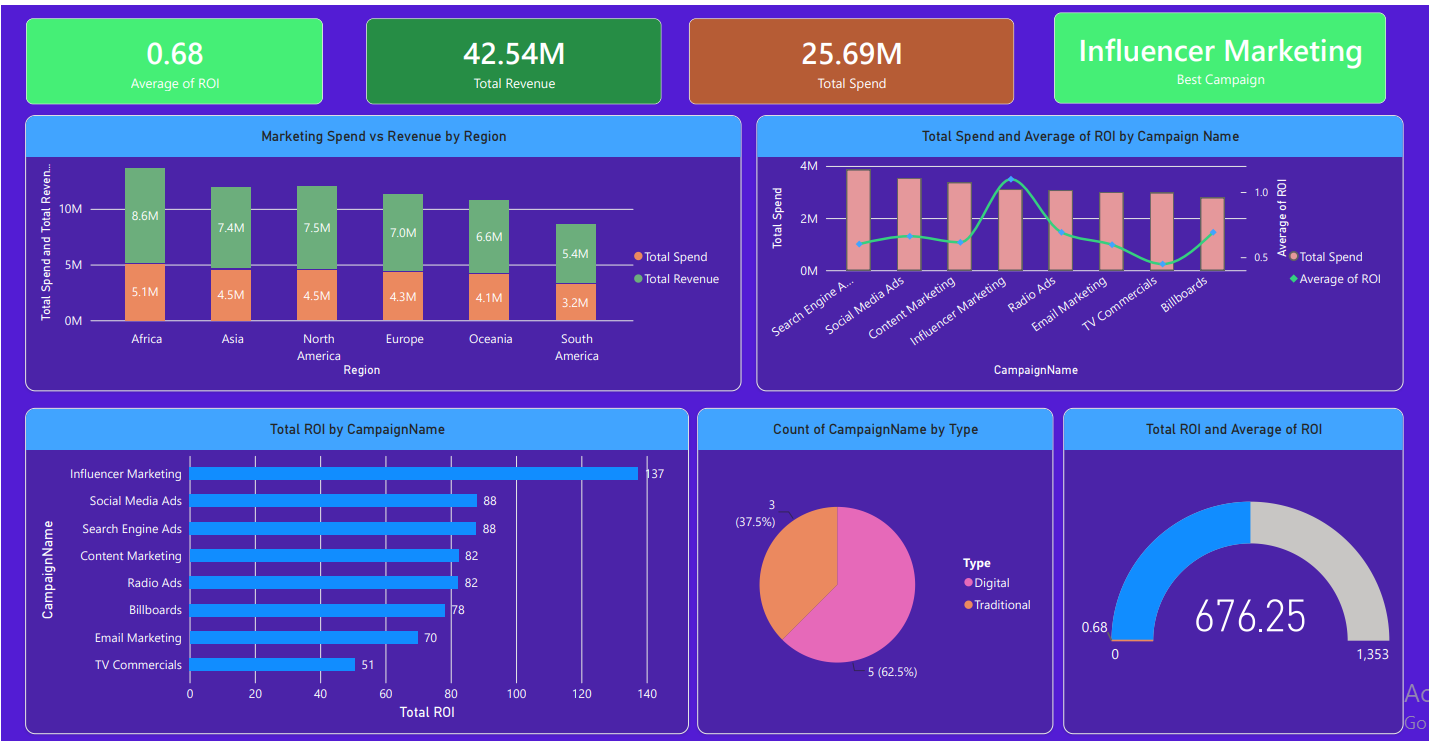 0.68
Average of ROI
42.54M
Total Revenue
25.69M
Total Spend
Influencer Marketing
Best Campaign
Marketing Spend vs Revenue by Region
Total Spend and Total Reven...
10M
5M
0M
8.6M
7.4M
7.5M
7.0M
6.6M
5.4M
5.1M
4.5M
4.5M
4.3M
4.1M
3.2M
Africa
Asia
North
America
Europe
Oceania
South
America
Region
Total Spend
Total Revenue
Total Spend and Average of ROI by Campaign Name
Total Spend
4M
2M
0M
1.0
0.5
Average of ROI
Search Engine A...
Social Media Ads
Content Marketing
Influencer Marketing
Radio Ads
Email Marketing
TV Commercials
Billboards
CampaignName
Total Spend
Average of ROI
Total ROI by CampaignName
CampaignName
Influencer Marketing 137
Social Media Ads 88
Search Engine Ads 88
Content Marketing 82
Radio Ads 82
Billboards 78
Email Marketing 70
TV Commercials 51
0 20 40 60 80 100 120 140
Total ROI
Count of CampaignName by Type
3
(37.5%)
5 (62.5%)
Type
Digital
Traditional
Total ROI and Average of ROI
0.68
676.25
0
1,353
Go